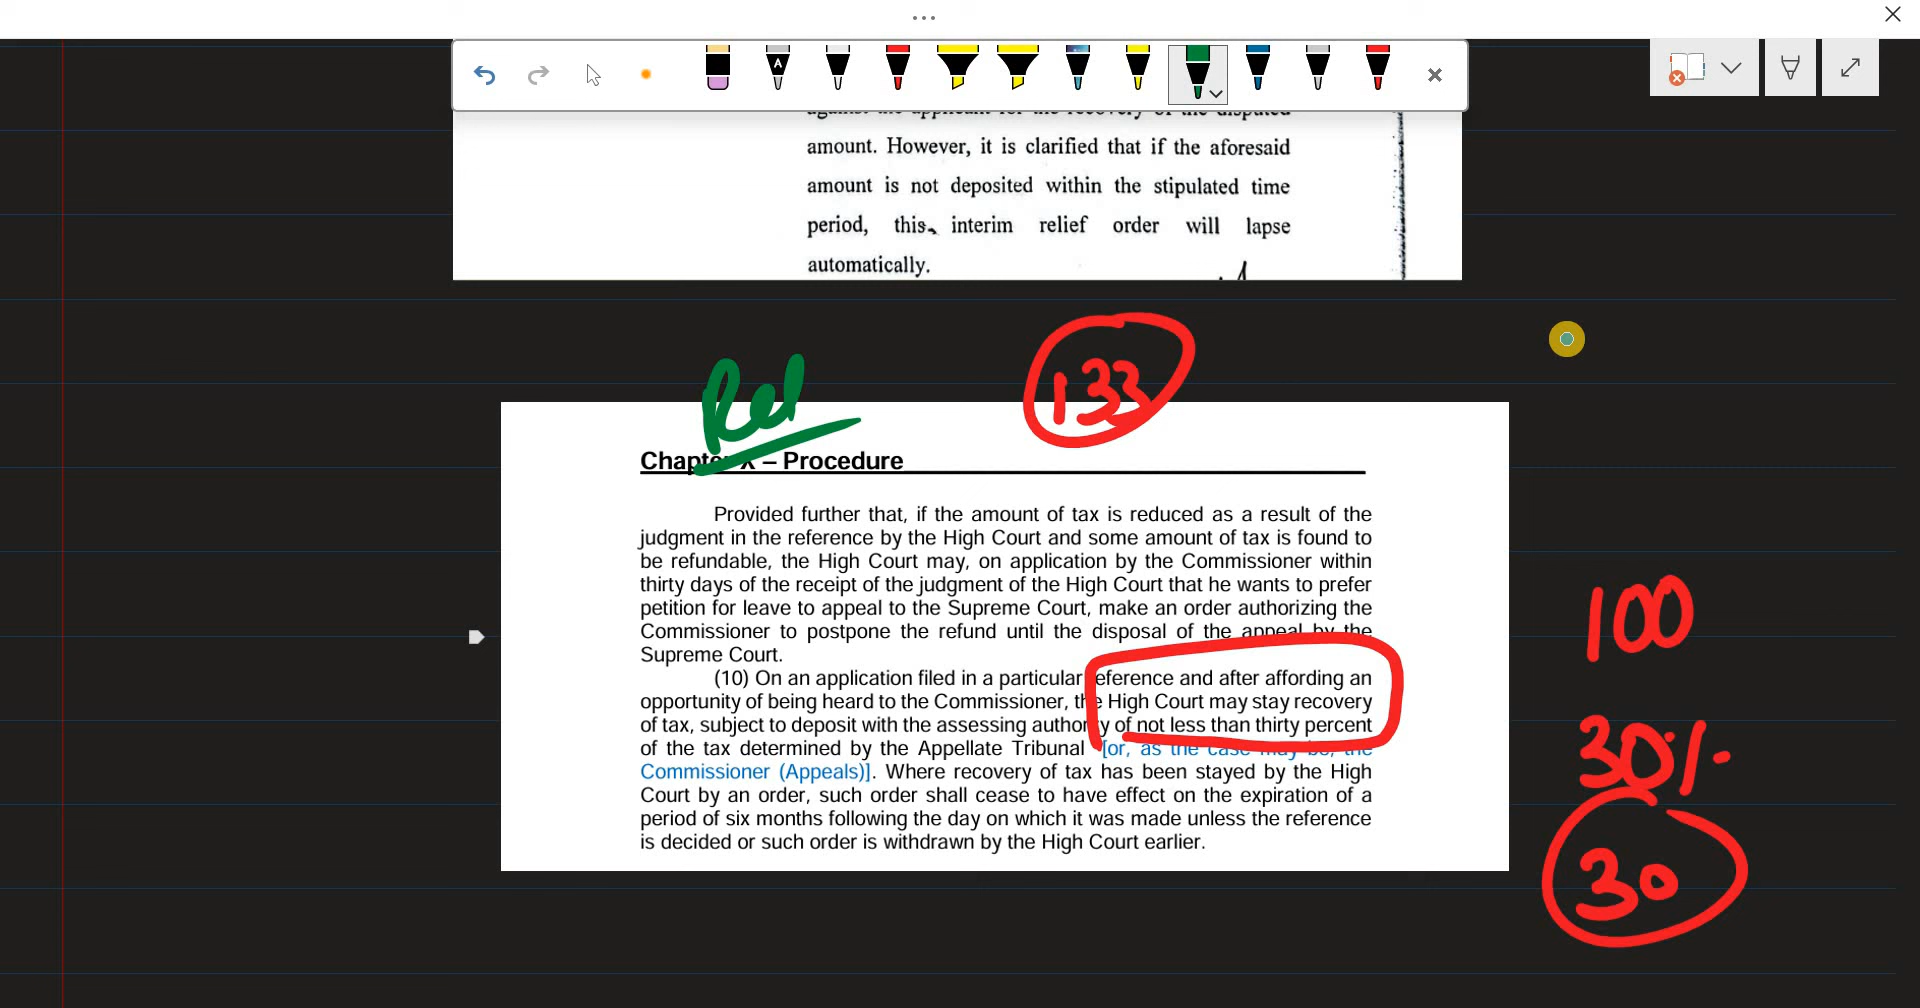 amount. However, it is clarified that if the aforesaid
amount is not deposited within the stipulated time
period, this interim relief order will lapse
automatically.
133
Ref
Chapter X – Procedure
Provided further that, if the amount of tax is reduced as a result of the
judgment in the reference by the High Court and some amount of tax is found to
be refundable, the High Court may, on application by the Commissioner within
thirty days of the receipt of the judgment of the High Court that he wants to prefer
petition for leave to appeal to the Supreme Court, make an order authorizing the
Commissioner to postpone the refund until the disposal of the appeal by the
Supreme Court.
(10) On an application filed in a particular reference and after affording an
opportunity of being heard to the Commissioner, the High Court may stay recovery
of tax, subject to deposit with the assessing authority of not less than thirty percent
of the tax determined by the Appellate Tribunal [or, as the case may be, the
Commissioner (Appeals)]. Where recovery of tax has been stayed by the High
Court by an order, such order shall cease to have effect on the expiration of a
period of six months following the day on which it was made unless the reference
is decided or such order is withdrawn by the High Court earlier.
100
30%
30